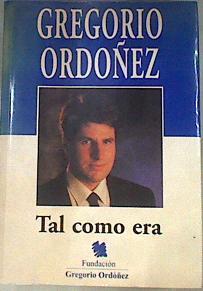 GREGORIO
ORDOÑEZ
Tal como era
Fundación
Gregorio Ordóñez